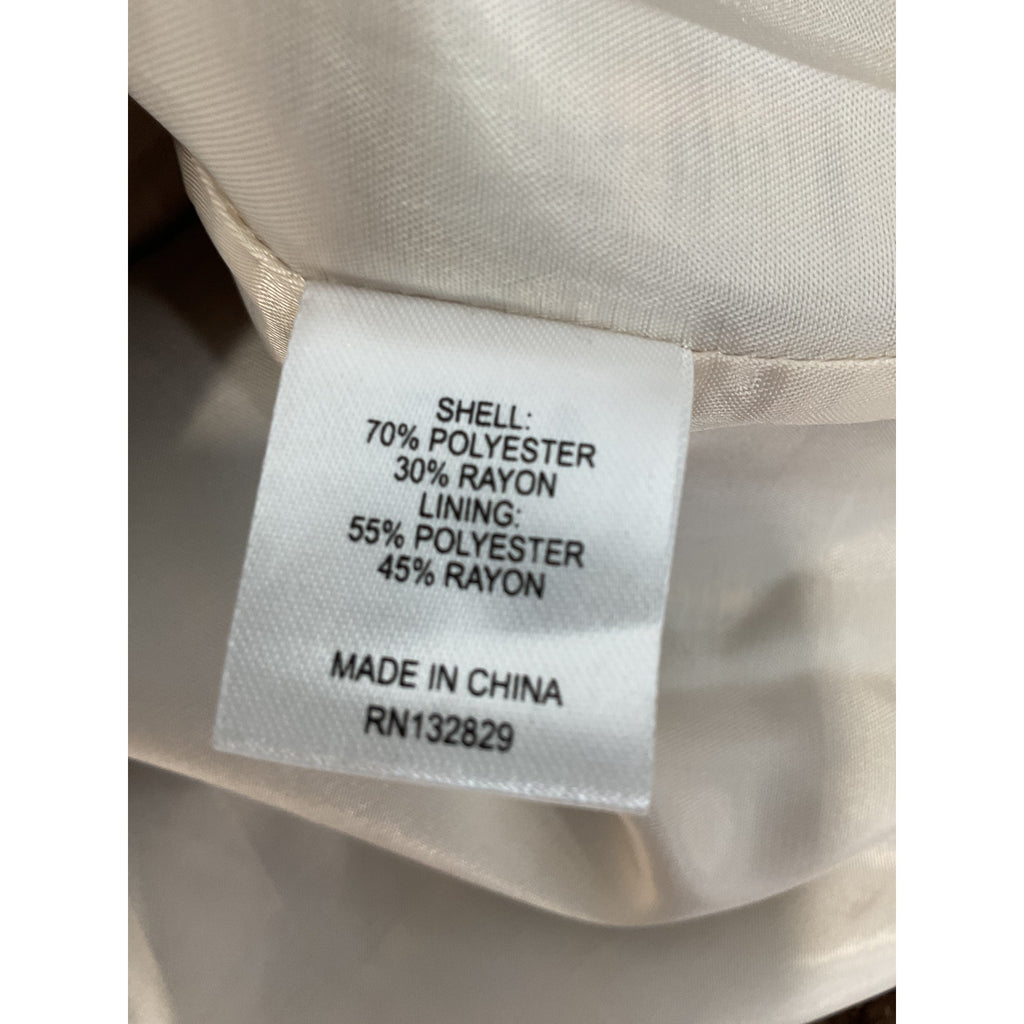 SHELL:
70% POLYESTER
30% RAYON
LINING:
55% POLYESTER
45% RAYON
MADE IN CHINA
RN132829